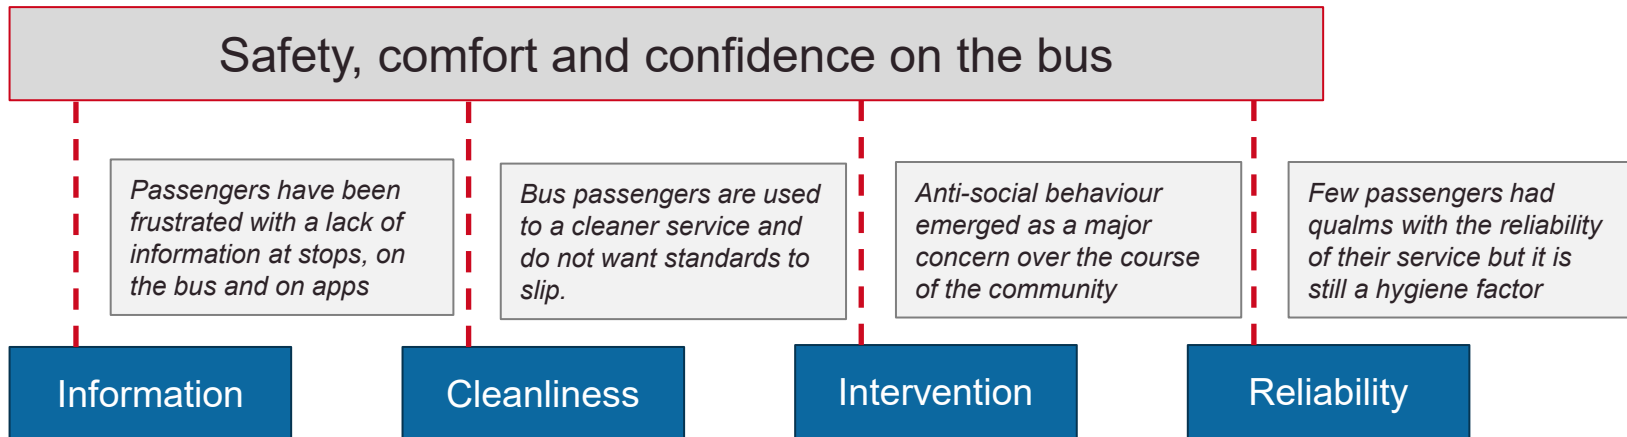 Safety, comfort and confidence on the bus
Passengers have been
frustrated with a lack of
information at stops, on
the bus and on apps
Bus passengers are used
to a cleaner service and
do not want standards to
slip.
Anti-social behaviour
emerged as a major
concern over the course
of the community
Few passengers had
qualms with the reliability
of their service but it is
still a hygiene factor
Information
Cleanliness
Intervention
Reliability